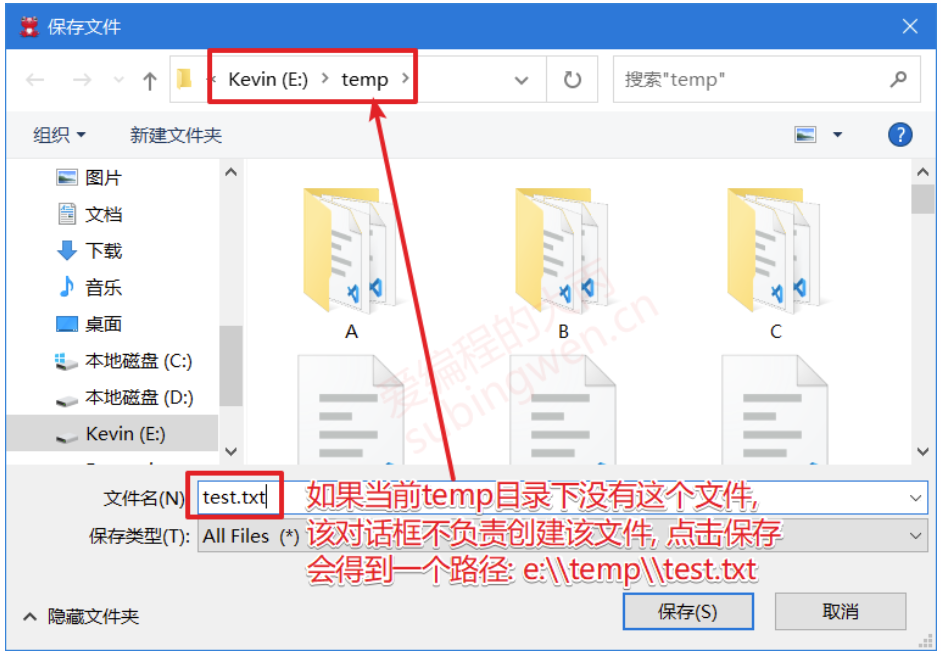 保存文件
« Kevin (E:) › temp ›
搜索"temp"
组织
新建文件夹
图片
文档
下载
音乐
桌面
本地磁盘 (C:)
本地磁盘 (D:)
Kevin (E:)
A
B
C
爱编程的大丙
subingwen.cn
文件名(N)
test.txt
如果当前temp目录下没有这个文件,
保存类型(T):
All Files (*)
该对话框不负责创建该文件, 点击保存
会得到一个路径: e:\\temp\\test.txt
隐藏文件夹
保存(S)
取消